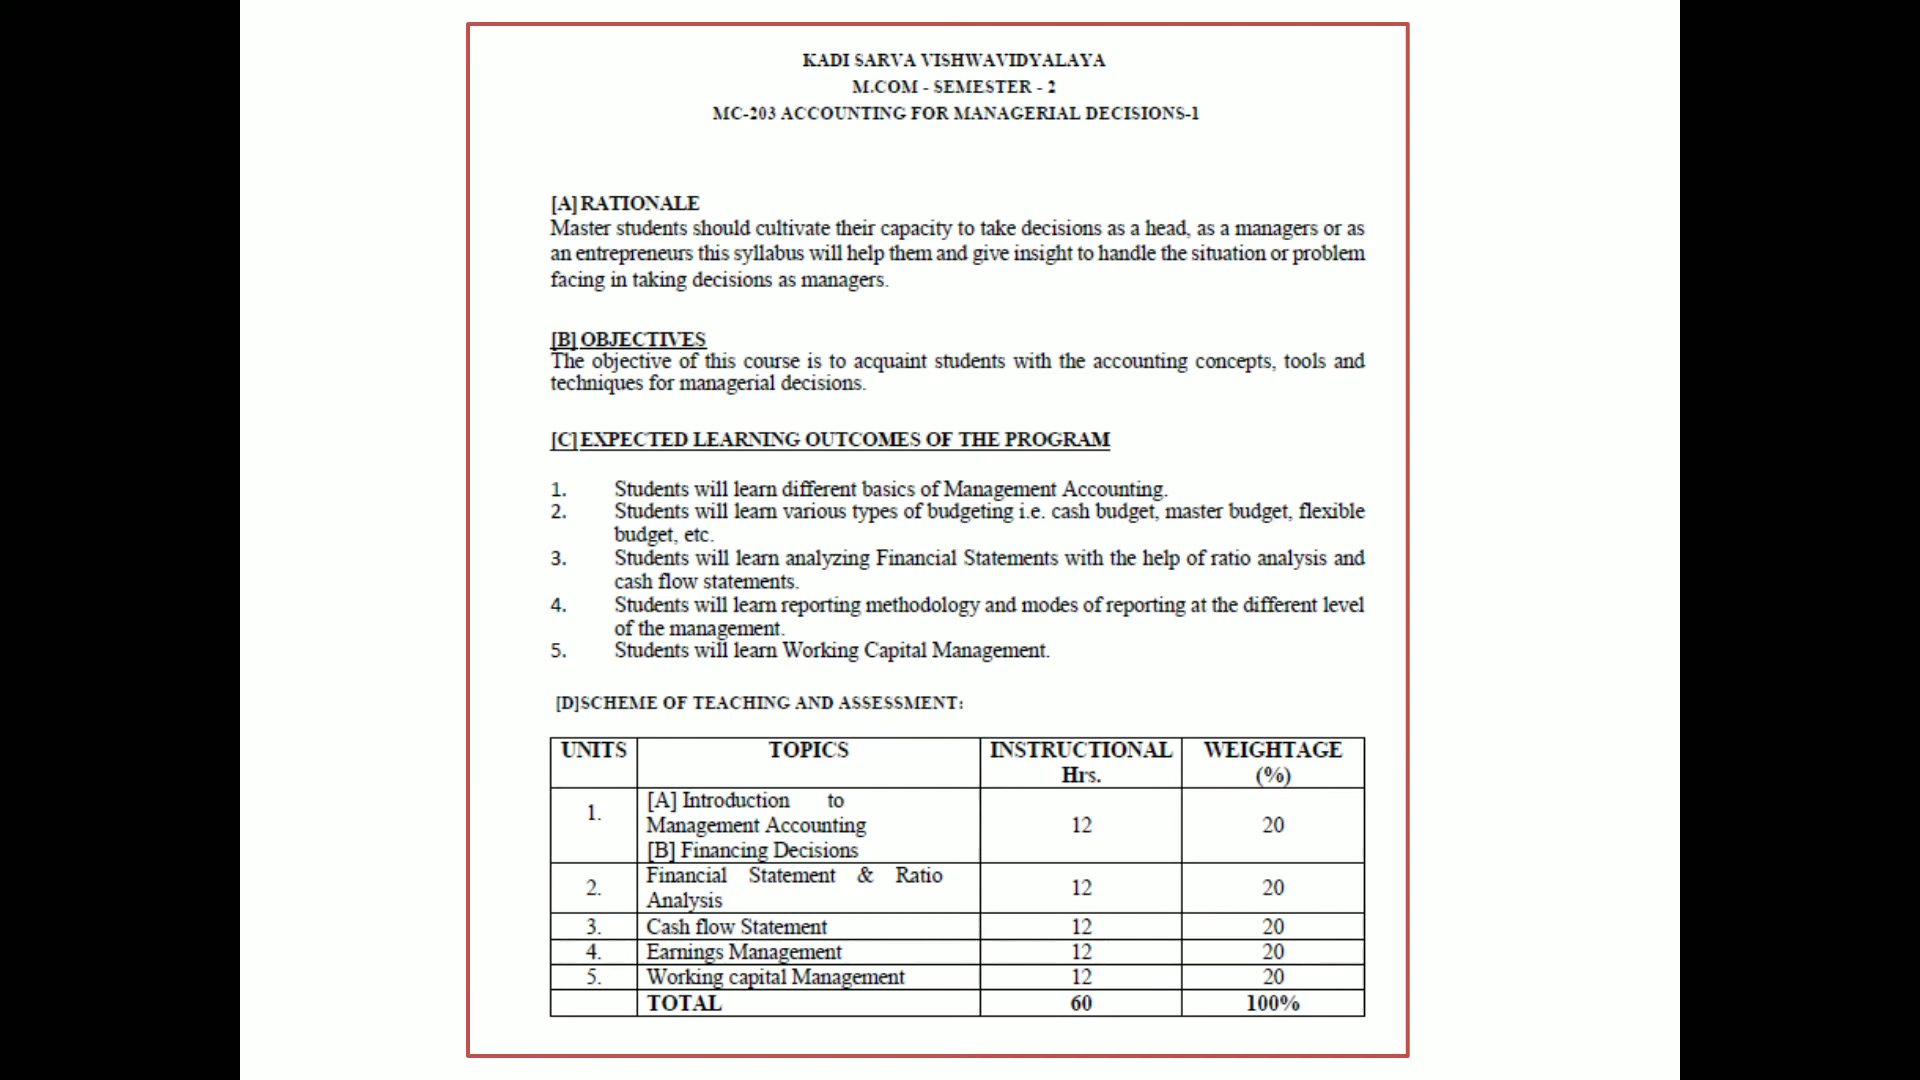 KADI SARVA VISHWAVIDYALAYA
M.COM - SEMESTER - 2
MC-203 ACCOUNTING FOR MANAGERIAL DECISIONS-1
[A] RATIONALE
Master students should cultivate their capacity to take decisions as a head, as a managers or as
an entrepreneurs this syllabus will help them and give insight to handle the situation or problem
facing in taking decisions as managers.
[B] OBJECTIVES
The objective of this course is to acquaint students with the accounting concepts, tools and
techniques for managerial decisions.
[C] EXPECTED LEARNING OUTCOMES OF THE PROGRAM
1. Students will learn different basics of Management Accounting.
2. Students will learn various types of budgeting i.e. cash budget, master budget, flexible
budget, etc.
3. Students will learn analyzing Financial Statements with the help of ratio analysis and
cash flow statements.
4. Students will learn reporting methodology and modes of reporting at the different level
of the management.
5. Students will learn Working Capital Management.
[D]SCHEME OF TEACHING AND ASSESSMENT:
UNITS TOPICS INSTRUCTIONAL Hrs. WEIGHTAGE (%)
1. [A] Introduction to
Management Accounting 12 20
[B] Financing Decisions
2. Financial Statement & Ratio
Analysis 12 20
3. Cash flow Statement 12 20
4. Earnings Management 12 20
5. Working capital Management 12 20
TOTAL 60 100%